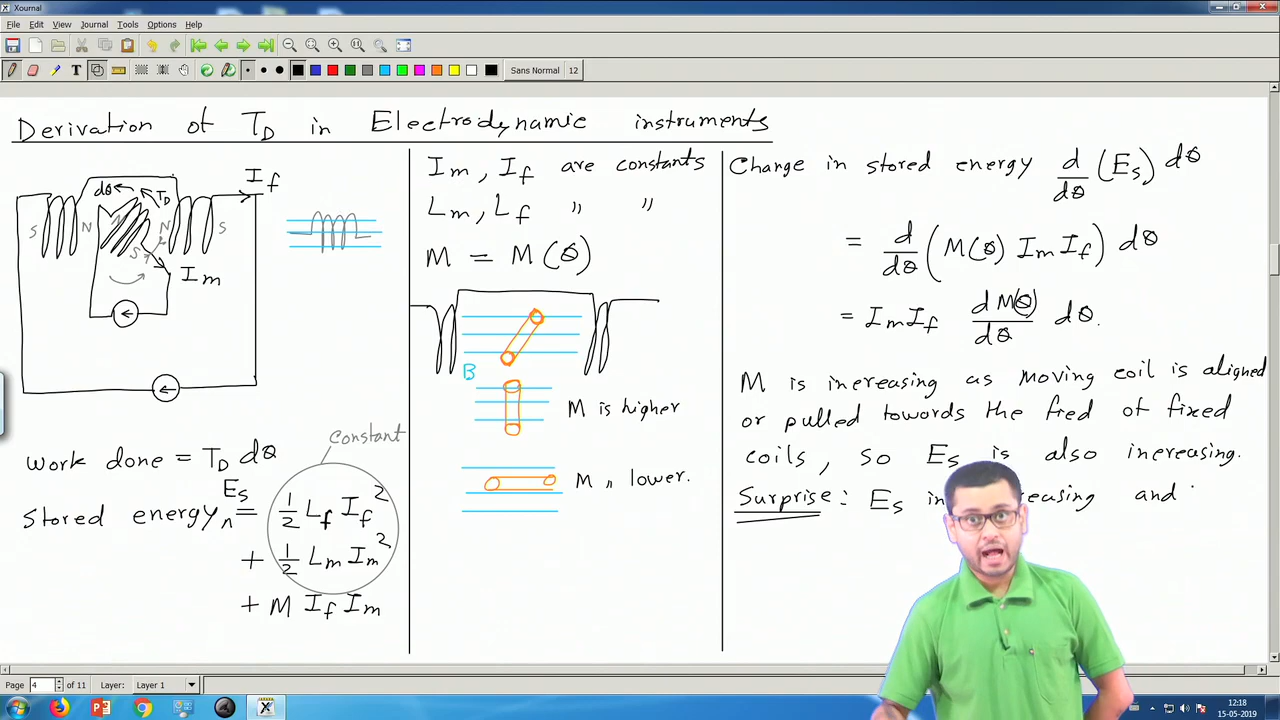 Xournal
File Edit View Journal Tools Options Help
Sans Normal 12
Derivation of T_D in Electrodynamic instruments
I_f
dθ
T_D
S N N S
I_m
Work done = T_D dθ
constant
Stored energy, E_s = 1/2 L_f I_f^2
+ 1/2 L_m I_m^2
+ M I_f I_m
I_m, I_f are constants
L_m, L_f " "
M = M(θ)
B
M is higher
M " lower.
Change in stored energy d/dθ (E_s) dθ
= d/dθ (M(θ) I_m I_f) dθ
= I_m I_f dM(θ)/dθ dθ.
M is increasing as moving coil is aligned
or pulled towards the fied of fixed
coils, so E_s is also increasing.
Surprise : E_s and
Page 4 of 11 Layer: Layer 1
12:18
15-05-2019